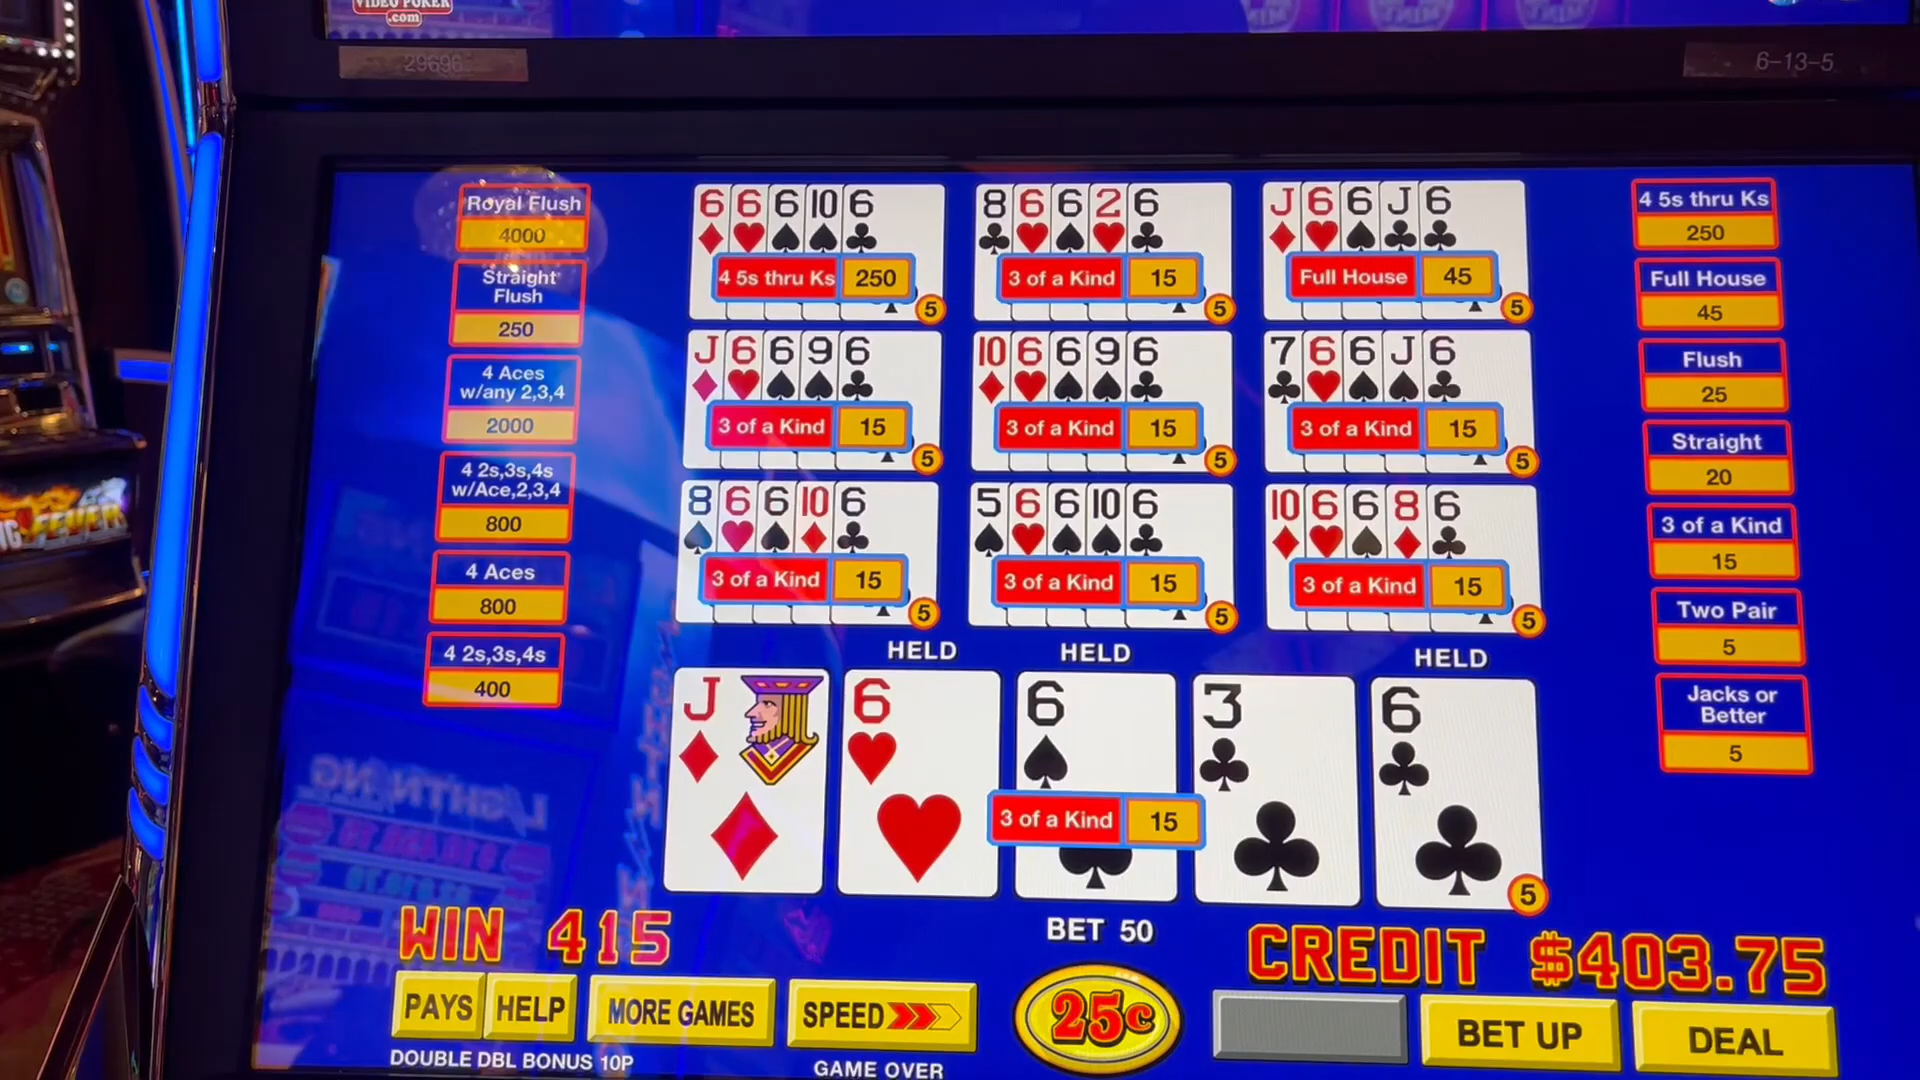 VIDEO POKER
.com
29696
6-13-5
Royal Flush
4000
Straight
Flush
250
4 Aces
w/any 2,3,4
2000
4 2s,3s,4s
w/Ace,2,3,4
800
4 Aces
800
4 2s,3s,4s
400
6 6 6 10 6
4 5s thru Ks 250
5
8 6 6 2 6
3 of a Kind 15
5
J 6 6 J 6
Full House 45
5
J 6 6 9 6
3 of a Kind 15
5
10 6 6 9 6
3 of a Kind 15
5
7 6 6 J 6
3 of a Kind 15
5
8 6 6 10 6
3 of a Kind 15
5
5 6 6 10 6
3 of a Kind 15
5
10 6 6 8 6
3 of a Kind 15
5
4 5s thru Ks
250
Full House
45
Flush
25
Straight
20
3 of a Kind
15
Two Pair
5
Jacks or
Better
5
HELD HELD HELD
J 6 6 3 6
3 of a Kind 15
5
WIN 415
BET 50
CREDIT $403.75
PAYS HELP MORE GAMES SPEED 25¢ BET UP DEAL
DOUBLE DBL BONUS 10P
GAME OVER